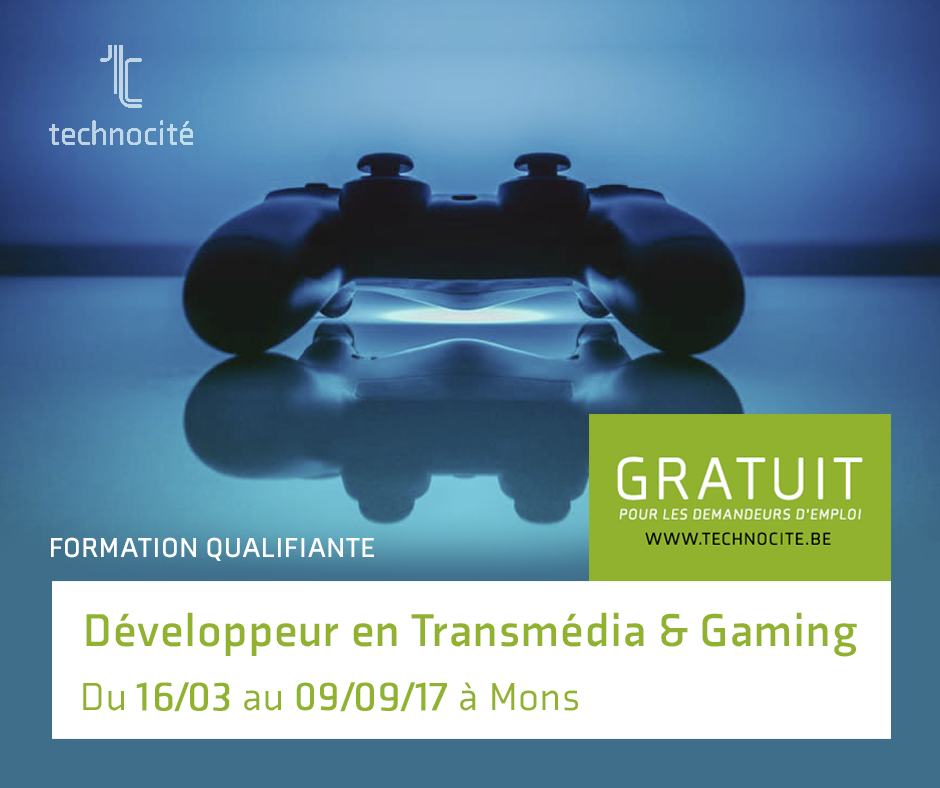 technocité
GRATUIT
POUR LES DEMANDEURS D'EMPLOI
WWW.TECHNOCITE.BE
FORMATION QUALIFIANTE
Développeur en Transmédia & Gaming
Du 16/03 au 09/09/17 à Mons